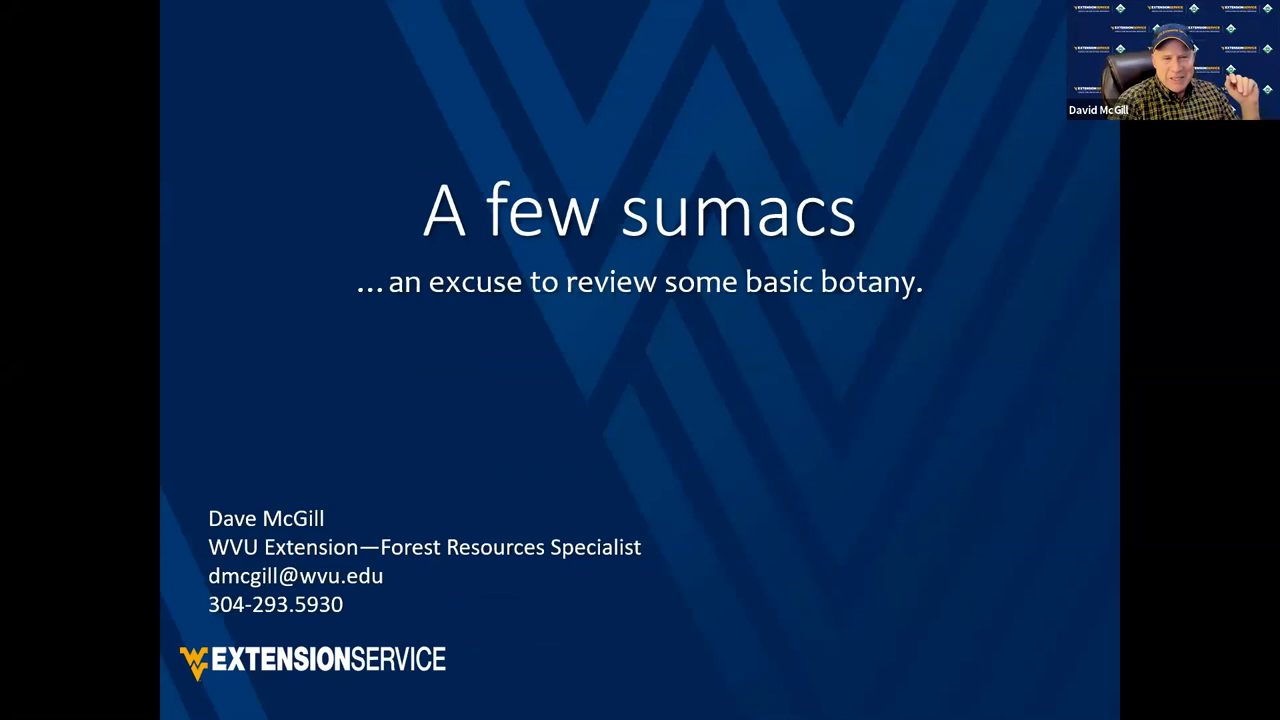 A few sumacs
...an excuse to review some basic botany.
Dave McGill
WVU Extension—Forest Resources Specialist
dmcgill@wvu.edu
304-293.5930
EXTENSIONSERVICE
David McGill
EXTENSIONSERVICE